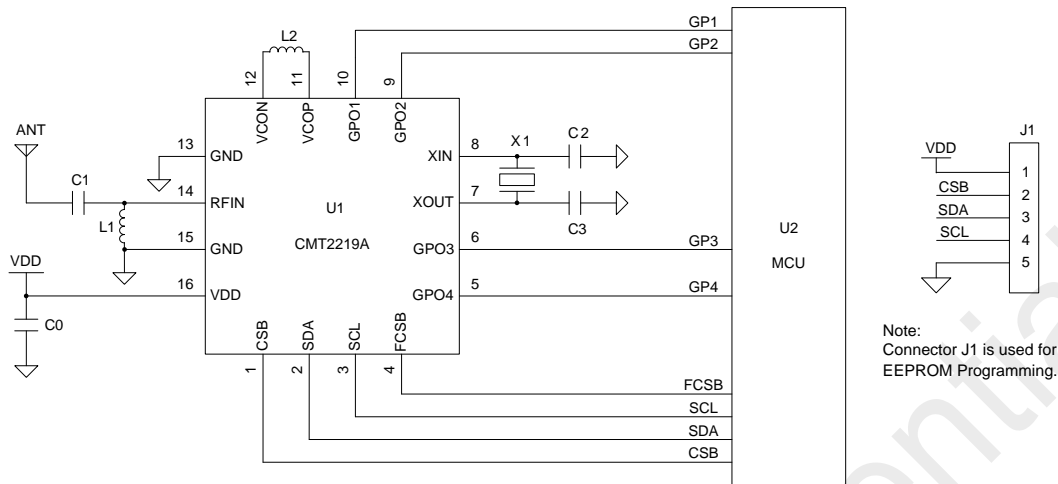 GP1
L2
GP2
12
11
10
9
VCON
VCOP
GPO1
GPO2
ANT
J1
13
GND
XIN
8
X1
C2
VDD
1
C1
CSB
2
14
RFIN
U1
XOUT
7
SDA
3
L1
C3
U2
SCL
4
15
GND
CMT2219A
GPO3
6
GP3
MCU
5
VDD
16
VDD
GPO4
5
GP4
C0
CSB
SDA
SCL
FCSB
1
2
3
4
Note:
Connector J1 is used for
EEPROM Programming.
FCSB
SCL
SDA
CSB